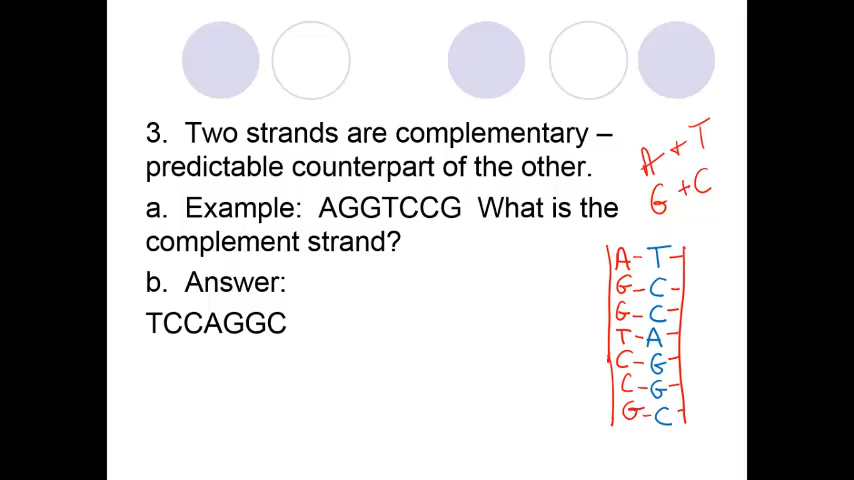 3. Two strands are complementary –
predictable counterpart of the other.
a. Example: AGGTCCG What is the
complement strand?
b. Answer:
TCCAGGC
A + T
G + C
A-T-
G-C-
G-C-
T-A-
C-G-
C-G-
G-C-